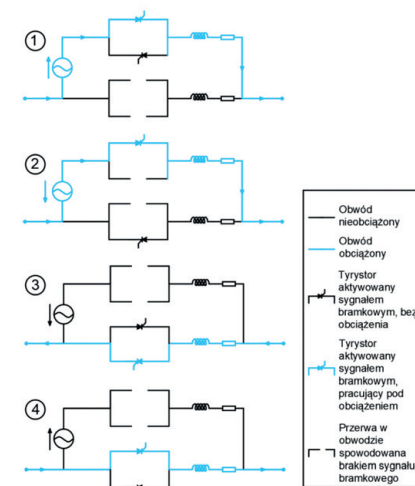 1
2
3
4
Obwód
nieobciążony
Obwód
obciążony
Tyrystor
aktywowany
sygnałem
bramkowym, bez
obciążenia
Tyrystor
aktywowany
sygnałem
bramkowym,
pracujący pod
obciążeniem
Przerwa w
obwodzie
spowodowana
brakiem sygnału
bramkowego